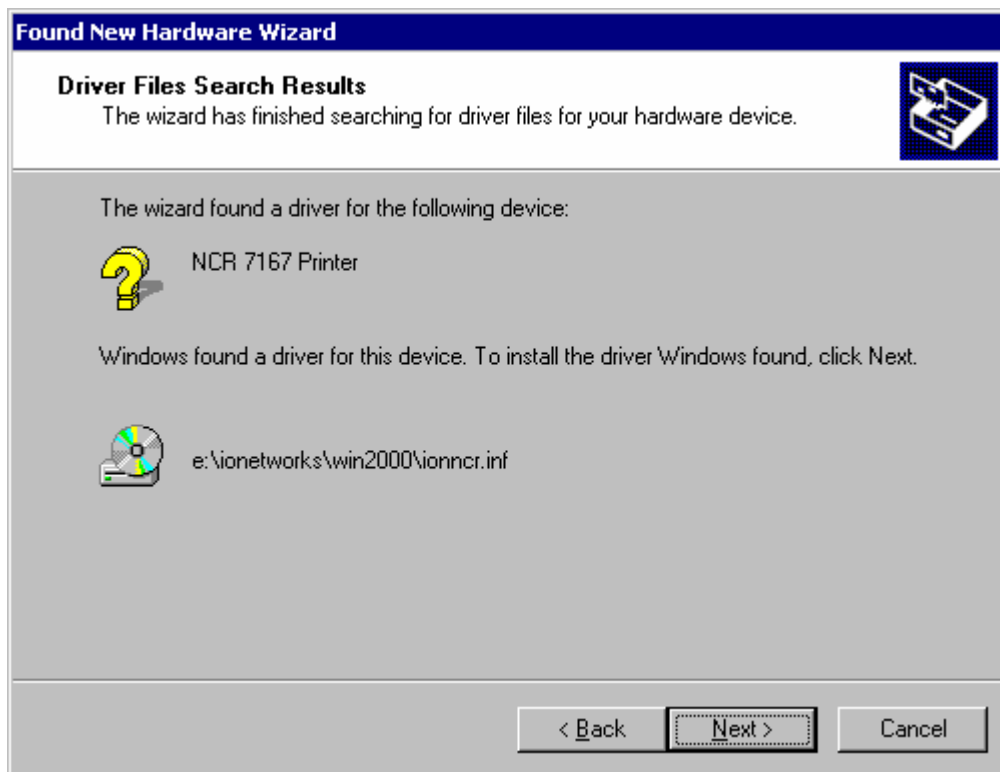 Found New Hardware Wizard
Driver Files Search Results
The wizard has finished searching for driver files for your hardware device.
The wizard found a driver for the following device:
NCR 7167 Printer
Windows found a driver for this device. To install the driver Windows found, click Next.
e:\ionetworks\win2000\ionncr.inf
< Back
Next >
Cancel